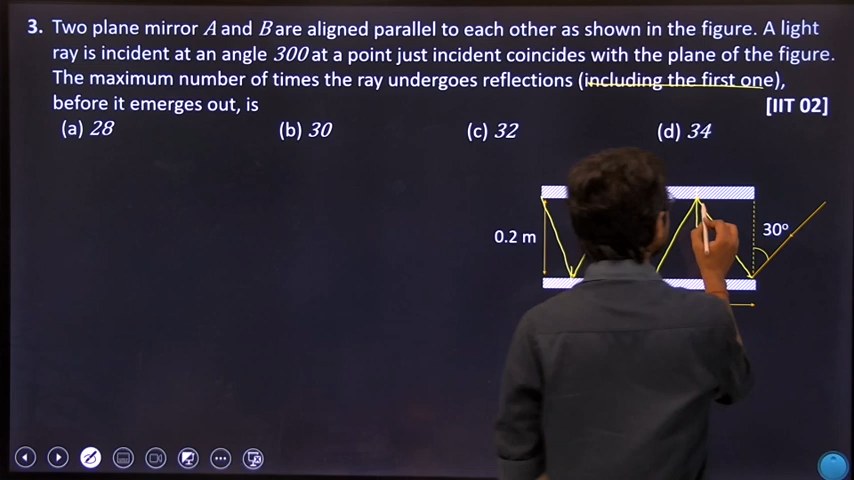 3. Two plane mirror A and B are aligned parallel to each other as shown in the figure. A light
ray is incident at an angle 300 at a point just incident coincides with the plane of the figure.
The maximum number of times the ray undergoes reflections (including the first one),
before it emerges out, is [IIT 02]
(a) 28 (b) 30 (c) 32 (d) 34
0.2 m
30º